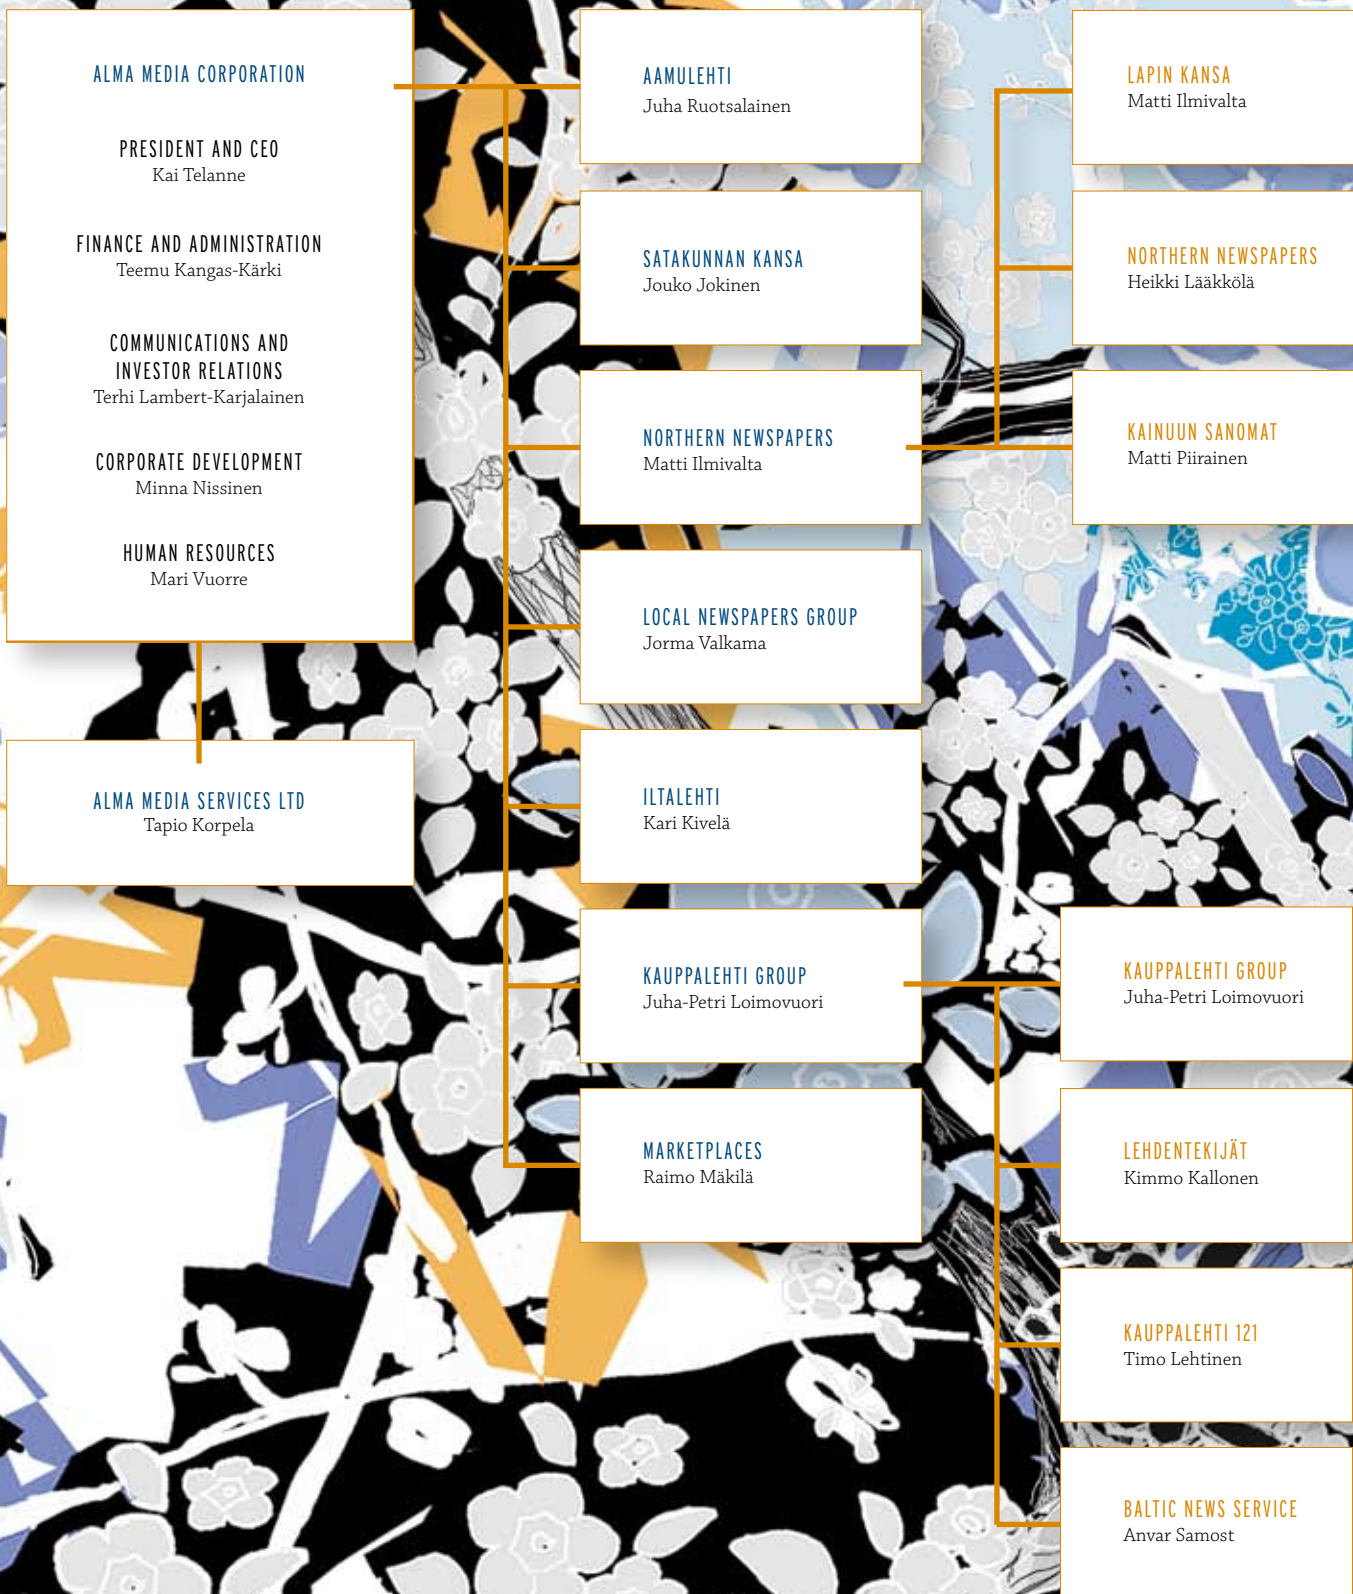 ALMA MEDIA CORPORATION
PRESIDENT AND CEO
Kai Telanne
FINANCE AND ADMINISTRATION
Teemu Kangas-Kärki
COMMUNICATIONS AND
INVESTOR RELATIONS
Terhi Lambert-Karjalainen
CORPORATE DEVELOPMENT
Minna Nissinen
HUMAN RESOURCES
Mari Vuorre
ALMA MEDIA SERVICES LTD
Tapio Korpela
AAMULEHTI
Juha Ruotsalainen
SATAKUNNAN KANSA
Jouko Jokinen
NORTHERN NEWSPAPERS
Matti Ilmivalta
LOCAL NEWSPAPERS GROUP
Jorma Valkama
ILTALEHTI
Kari Kivelä
KAUPPALEHTI GROUP
Juha-Petri Loimovuori
MARKETPLACES
Raimo Mäkilä
LAPIN KANSA
Matti Ilmivalta
NORTHERN NEWSPAPERS
Heikki Lääkkölä
KAINUUN SANOMAT
Matti Piirainen
KAUPPALEHTI GROUP
Juha-Petri Loimovuori
LEHDENTEKIJÄT
Kimmo Kallonen
KAUPPALEHTI 121
Timo Lehtinen
BALTIC NEWS SERVICE
Anvar Samost